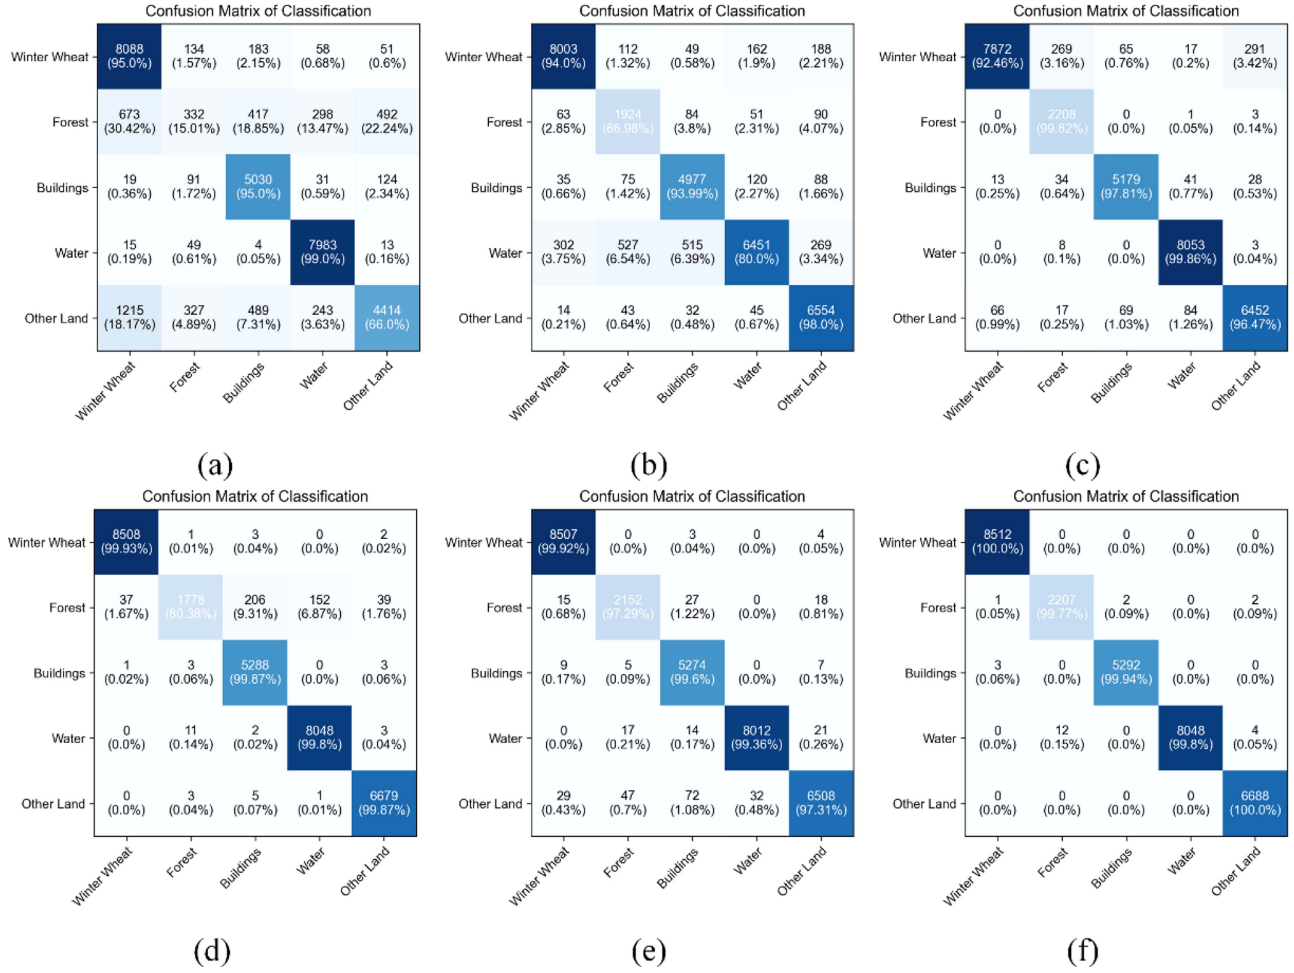 Confusion Matrix of Classification
Winter Wheat
8088 134 183 58 51
(95.0%) (1.57%) (2.15%) (0.68%) (0.6%)
Forest
673 332 417 298 492
(30.42%) (15.01%) (18.85%) (13.47%) (22.24%)
Buildings
19 91 5030 31 124
(0.36%) (1.72%) (95.0%) (0.59%) (2.34%)
Water
15 49 4 7983 13
(0.19%) (0.61%) (0.05%) (99.0%) (0.16%)
Other Land
1215 327 489 243 4414
(18.17%) (4.89%) (7.31%) (3.63%) (66.0%)
Winter Wheat Forest Buildings Water Other Land
(a)
Confusion Matrix of Classification
Winter Wheat
8003 112 49 162 188
(94.0%) (1.32%) (0.58%) (1.9%) (2.21%)
Forest
63 1924 84 51 90
(2.85%) (86.98%) (3.8%) (2.31%) (4.07%)
Buildings
35 75 4977 120 88
(0.66%) (1.42%) (93.99%) (2.27%) (1.66%)
Water
302 527 515 6451 269
(3.75%) (6.54%) (6.39%) (80.0%) (3.34%)
Other Land
14 43 32 45 6554
(0.21%) (0.64%) (0.48%) (0.67%) (98.0%)
Winter Wheat Forest Buildings Water Other Land
(b)
Confusion Matrix of Classification
Winter Wheat
7872 269 65 17 291
(92.46%) (3.16%) (0.76%) (0.2%) (3.42%)
Forest
0 2208 0 1 3
(0.0%) (99.82%) (0.0%) (0.05%) (0.14%)
Buildings
13 34 5179 41 28
(0.25%) (0.64%) (97.81%) (0.77%) (0.53%)
Water
0 8 0 8053 3
(0.0%) (0.1%) (0.0%) (99.86%) (0.04%)
Other Land
66 17 69 84 6452
(0.99%) (0.25%) (1.03%) (1.26%) (96.47%)
Winter Wheat Forest Buildings Water Other Land
(c)
Confusion Matrix of Classification
Winter Wheat
8508 1 3 0 2
(99.93%) (0.01%) (0.04%) (0.0%) (0.02%)
Forest
37 1778 206 152 39
(1.67%) (80.38%) (9.31%) (6.87%) (1.76%)
Buildings
1 3 5288 0 3
(0.02%) (0.06%) (99.87%) (0.0%) (0.06%)
Water
0 11 2 8048 3
(0.0%) (0.14%) (0.02%) (99.8%) (0.04%)
Other Land
0 3 5 1 6679
(0.0%) (0.04%) (0.07%) (0.01%) (99.87%)
Winter Wheat Forest Buildings Water Other Land
(d)
Confusion Matrix of Classification
Winter Wheat
8507 0 3 0 4
(99.92%) (0.0%) (0.04%) (0.0%) (0.05%)
Forest
15 2152 27 0 18
(0.68%) (97.29%) (1.22%) (0.0%) (0.81%)
Buildings
9 5 5274 0 7
(0.17%) (0.09%) (99.6%) (0.0%) (0.13%)
Water
0 17 14 8012 21
(0.0%) (0.21%) (0.17%) (99.36%) (0.26%)
Other Land
29 47 72 32 6508
(0.43%) (0.7%) (1.08%) (0.48%) (97.31%)
Winter Wheat Forest Buildings Water Other Land
(e)
Confusion Matrix of Classification
Winter Wheat
8512 0 0 0 0
(100.0%) (0.0%) (0.0%) (0.0%) (0.0%)
Forest
1 2207 2 0 2
(0.05%) (99.77%) (0.09%) (0.0%) (0.09%)
Buildings
3 0 5292 0 0
(0.06%) (0.0%) (99.94%) (0.0%) (0.0%)
Water
0 12 0 8048 4
(0.0%) (0.15%) (0.0%) (99.8%) (0.05%)
Other Land
0 0 0 0 6688
(0.0%) (0.0%) (0.0%) (0.0%) (100.0%)
Winter Wheat Forest Buildings Water Other Land
(f)